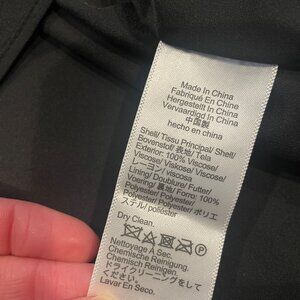 Made In China
Fabriqué En Chine
Hergestellt In China
Vervaardigd In China
中国製
hecho en china
Shell/Tissu Principal/ Shell/
Bovenstof/ 表地/Tela
Exterior: 100% Viscose/
Viscose/ Viskose/ Viscose/
レーヨン/ viscosa
Lining/ Doublure/ Futter/
Voering/ 裏地/ Forro: 100%
Polyester/ Polyester/
Polyester/ Polyester/ ポリエ
ステル/ poliéster
Dry Clean.
P
Nettoyage A Sec.
Chemisch Reinigen.
Chemische Reinigung.
ドライクリーニングをして
ください。
Lavar En Seco.